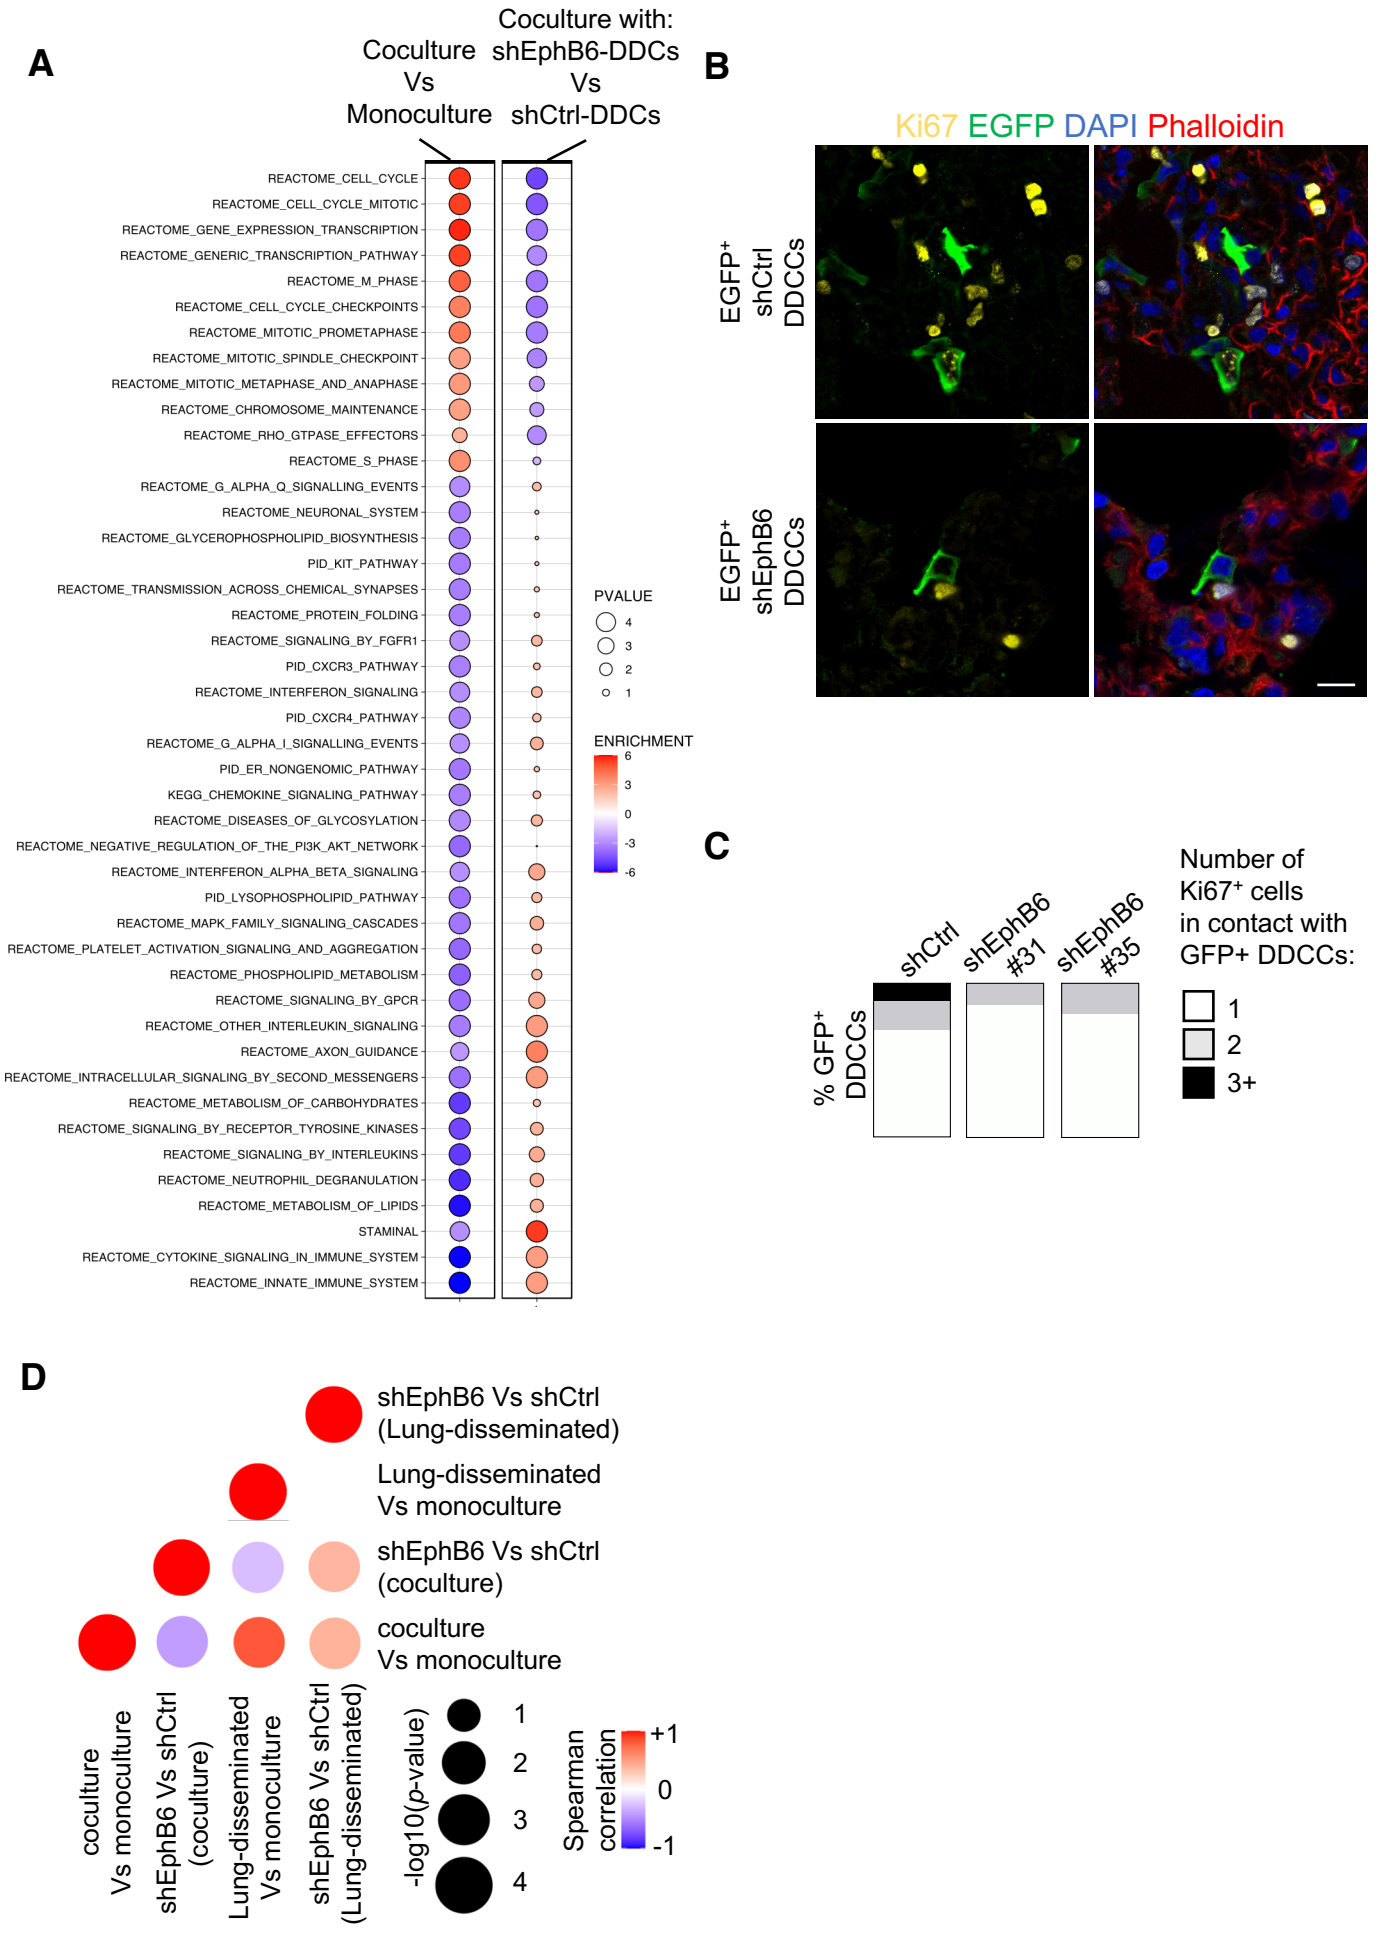 A
Coculture
Vs
Monoculture
Coculture with:
shEphB6-DDCs
Vs
shCtrl-DDCs
REACTOME_CELL_CYCLE
REACTOME_CELL_CYCLE_MITOTIC
REACTOME_GENE_EXPRESSION_TRANSCRIPTION
REACTOME_GENERIC_TRANSCRIPTION_PATHWAY
REACTOME_M_PHASE
REACTOME_CELL_CYCLE_CHECKPOINTS
REACTOME_MITOTIC_PROMETAPHASE
REACTOME_MITOTIC_SPINDLE_CHECKPOINT
REACTOME_MITOTIC_METAPHASE_AND_ANAPHASE
REACTOME_CHROMOSOME_MAINTENANCE
REACTOME_RHO_GTPASE_EFFECTORS
REACTOME_S_PHASE
REACTOME_G_ALPHA_Q_SIGNALLING_EVENTS
REACTOME_NEURONAL_SYSTEM
REACTOME_GLYCEROPHOSPHOLIPID_BIOSYNTHESIS
PID_KIT_PATHWAY
REACTOME_TRANSMISSION_ACROSS_CHEMICAL_SYNAPSES
REACTOME_PROTEIN_FOLDING
REACTOME_SIGNALING_BY_FGFR1
PID_CXCR3_PATHWAY
REACTOME_INTERFERON_SIGNALING
PID_CXCR4_PATHWAY
REACTOME_G_ALPHA_I_SIGNALLING_EVENTS
PID_ER_NONGENOMIC_PATHWAY
KEGG_CHEMOKINE_SIGNALING_PATHWAY
REACTOME_DISEASES_OF_GLYCOSYLATION
REACTOME_NEGATIVE_REGULATION_OF_THE_PI3K_AKT_NETWORK
REACTOME_INTERFERON_ALPHA_BETA_SIGNALING
PID_LYSOPHOSPHOLIPID_PATHWAY
REACTOME_MAPK_FAMILY_SIGNALING_CASCADES
REACTOME_PLATELET_ACTIVATION_SIGNALING_AND_AGGREGATION
REACTOME_PHOSPHOLIPID_METABOLISM
REACTOME_SIGNALING_BY_GPCR
REACTOME_OTHER_INTERLEUKIN_SIGNALING
REACTOME_AXON_GUIDANCE
REACTOME_INTRACELLULAR_SIGNALING_BY_SECOND_MESSENGERS
REACTOME_METABOLISM_OF_CARBOHYDRATES
REACTOME_SIGNALING_BY_RECEPTOR_TYROSINE_KINASES
REACTOME_SIGNALING_BY_INTERLEUKINS
REACTOME_NEUTROPHIL_DEGRANULATION
REACTOME_METABOLISM_OF_LIPIDS
STAMINAL
REACTOME_CYTOKINE_SIGNALING_IN_IMMUNE_SYSTEM
REACTOME_INNATE_IMMUNE_SYSTEM
PVALUE
4
3
2
1
ENRICHMENT
6
3
0
-3
-6
B
Ki67 EGFP DAPI Phalloidin
EGFP+
shCtrl
DDCCs
EGFP+
shEphB6
DDCCs
C
shCtrl
shEphB6
#31
shEphB6
#35
% GFP+
DDCCs
Number of
Ki67+ cells
in contact with
GFP+ DDCCs:
1
2
3+
D
shEphB6 Vs shCtrl
(Lung-disseminated)
Lung-disseminated
Vs monoculture
shEphB6 Vs shCtrl
(coculture)
coculture
Vs monoculture
coculture
Vs monoculture
shEphB6 Vs shCtrl
(coculture)
Lung-disseminated
Vs monoculture
shEphB6 Vs shCtrl
(Lung-disseminated)
-log10(p-value)
1
2
3
4
Spearman
correlation
+1
0
-1